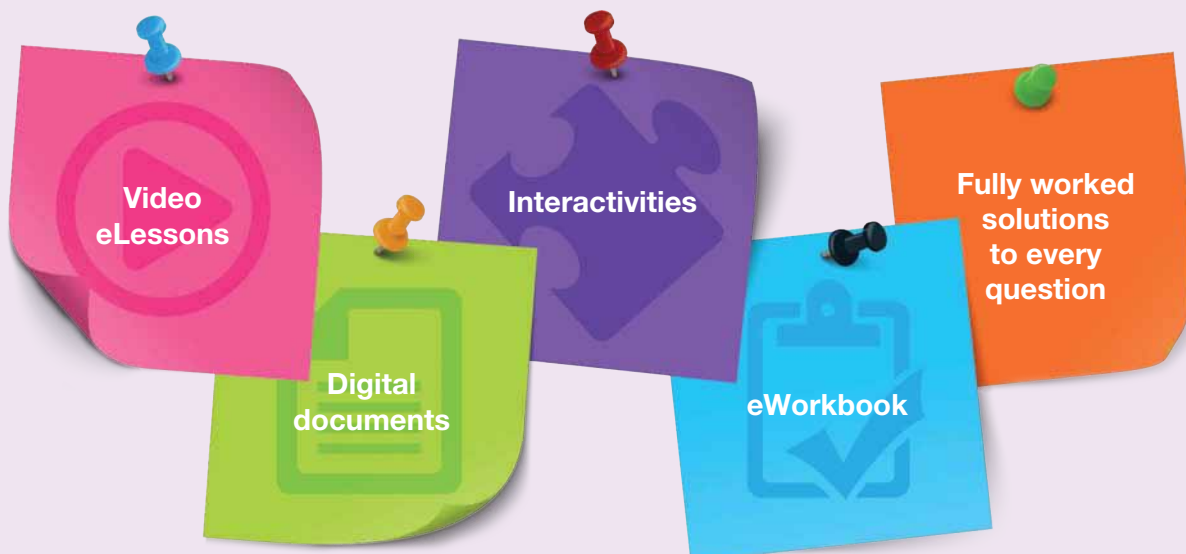 Video
eLessons
Digital
documents
Interactivities
eWorkbook
Fully worked
solutions
to every
question